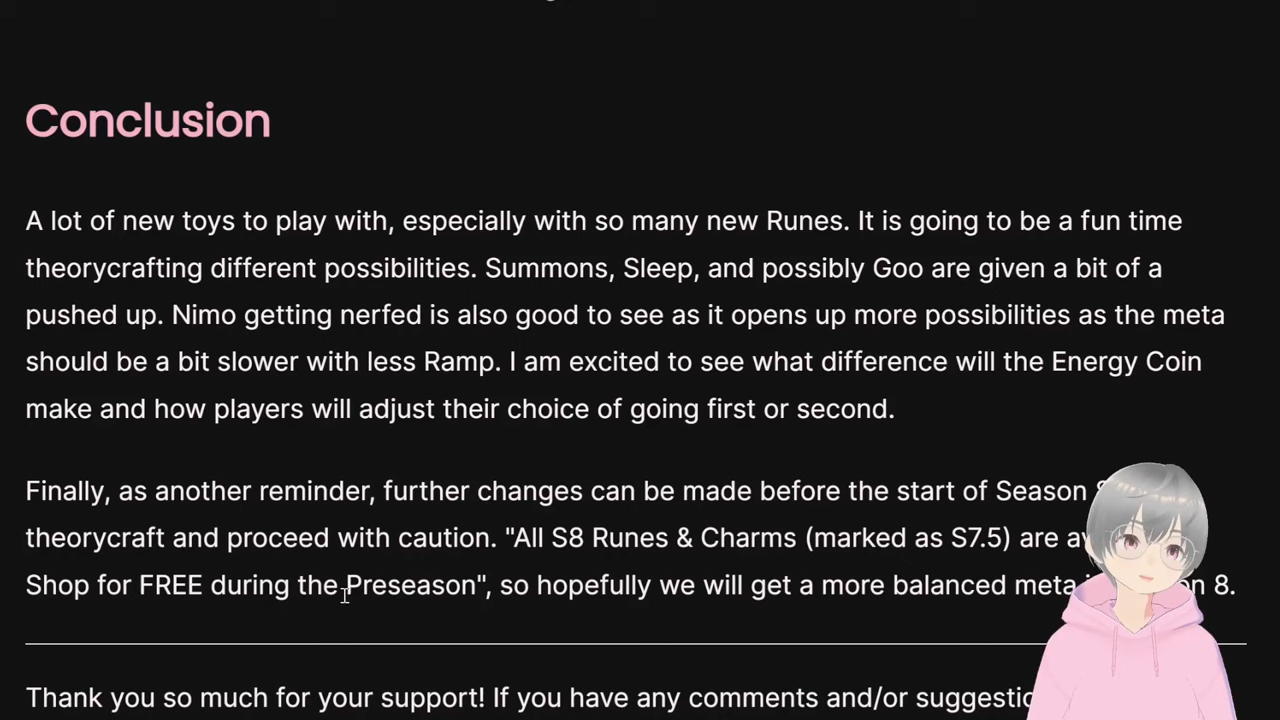 Conclusion
A lot of new toys to play with, especially with so many new Runes. It is going to be a fun time
theorycrafting different possibilities. Summons, Sleep, and possibly Goo are given a bit of a
pushed up. Nimo getting nerfed is also good to see as it opens up more possibilities as the meta
should be a bit slower with less Ramp. I am excited to see what difference will the Energy Coin
make and how players will adjust their choice of going first or second.
Finally, as another reminder, further changes can be made before the start of Season
theorycraft and proceed with caution. "All S8 Runes & Charms (marked as S7.5) are
Shop for FREE during the Preseason", so hopefully we will get a more balanced meta 8.
Thank you so much for your support! If you have any comments and/or